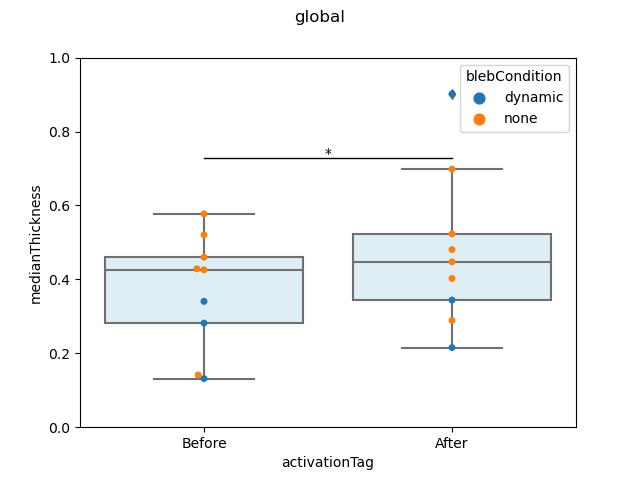 global
1.0
0.8
0.6
0.4
0.2
0.0
medianThickness
blebCondition
dynamic
none
*
Before
After
activationTag